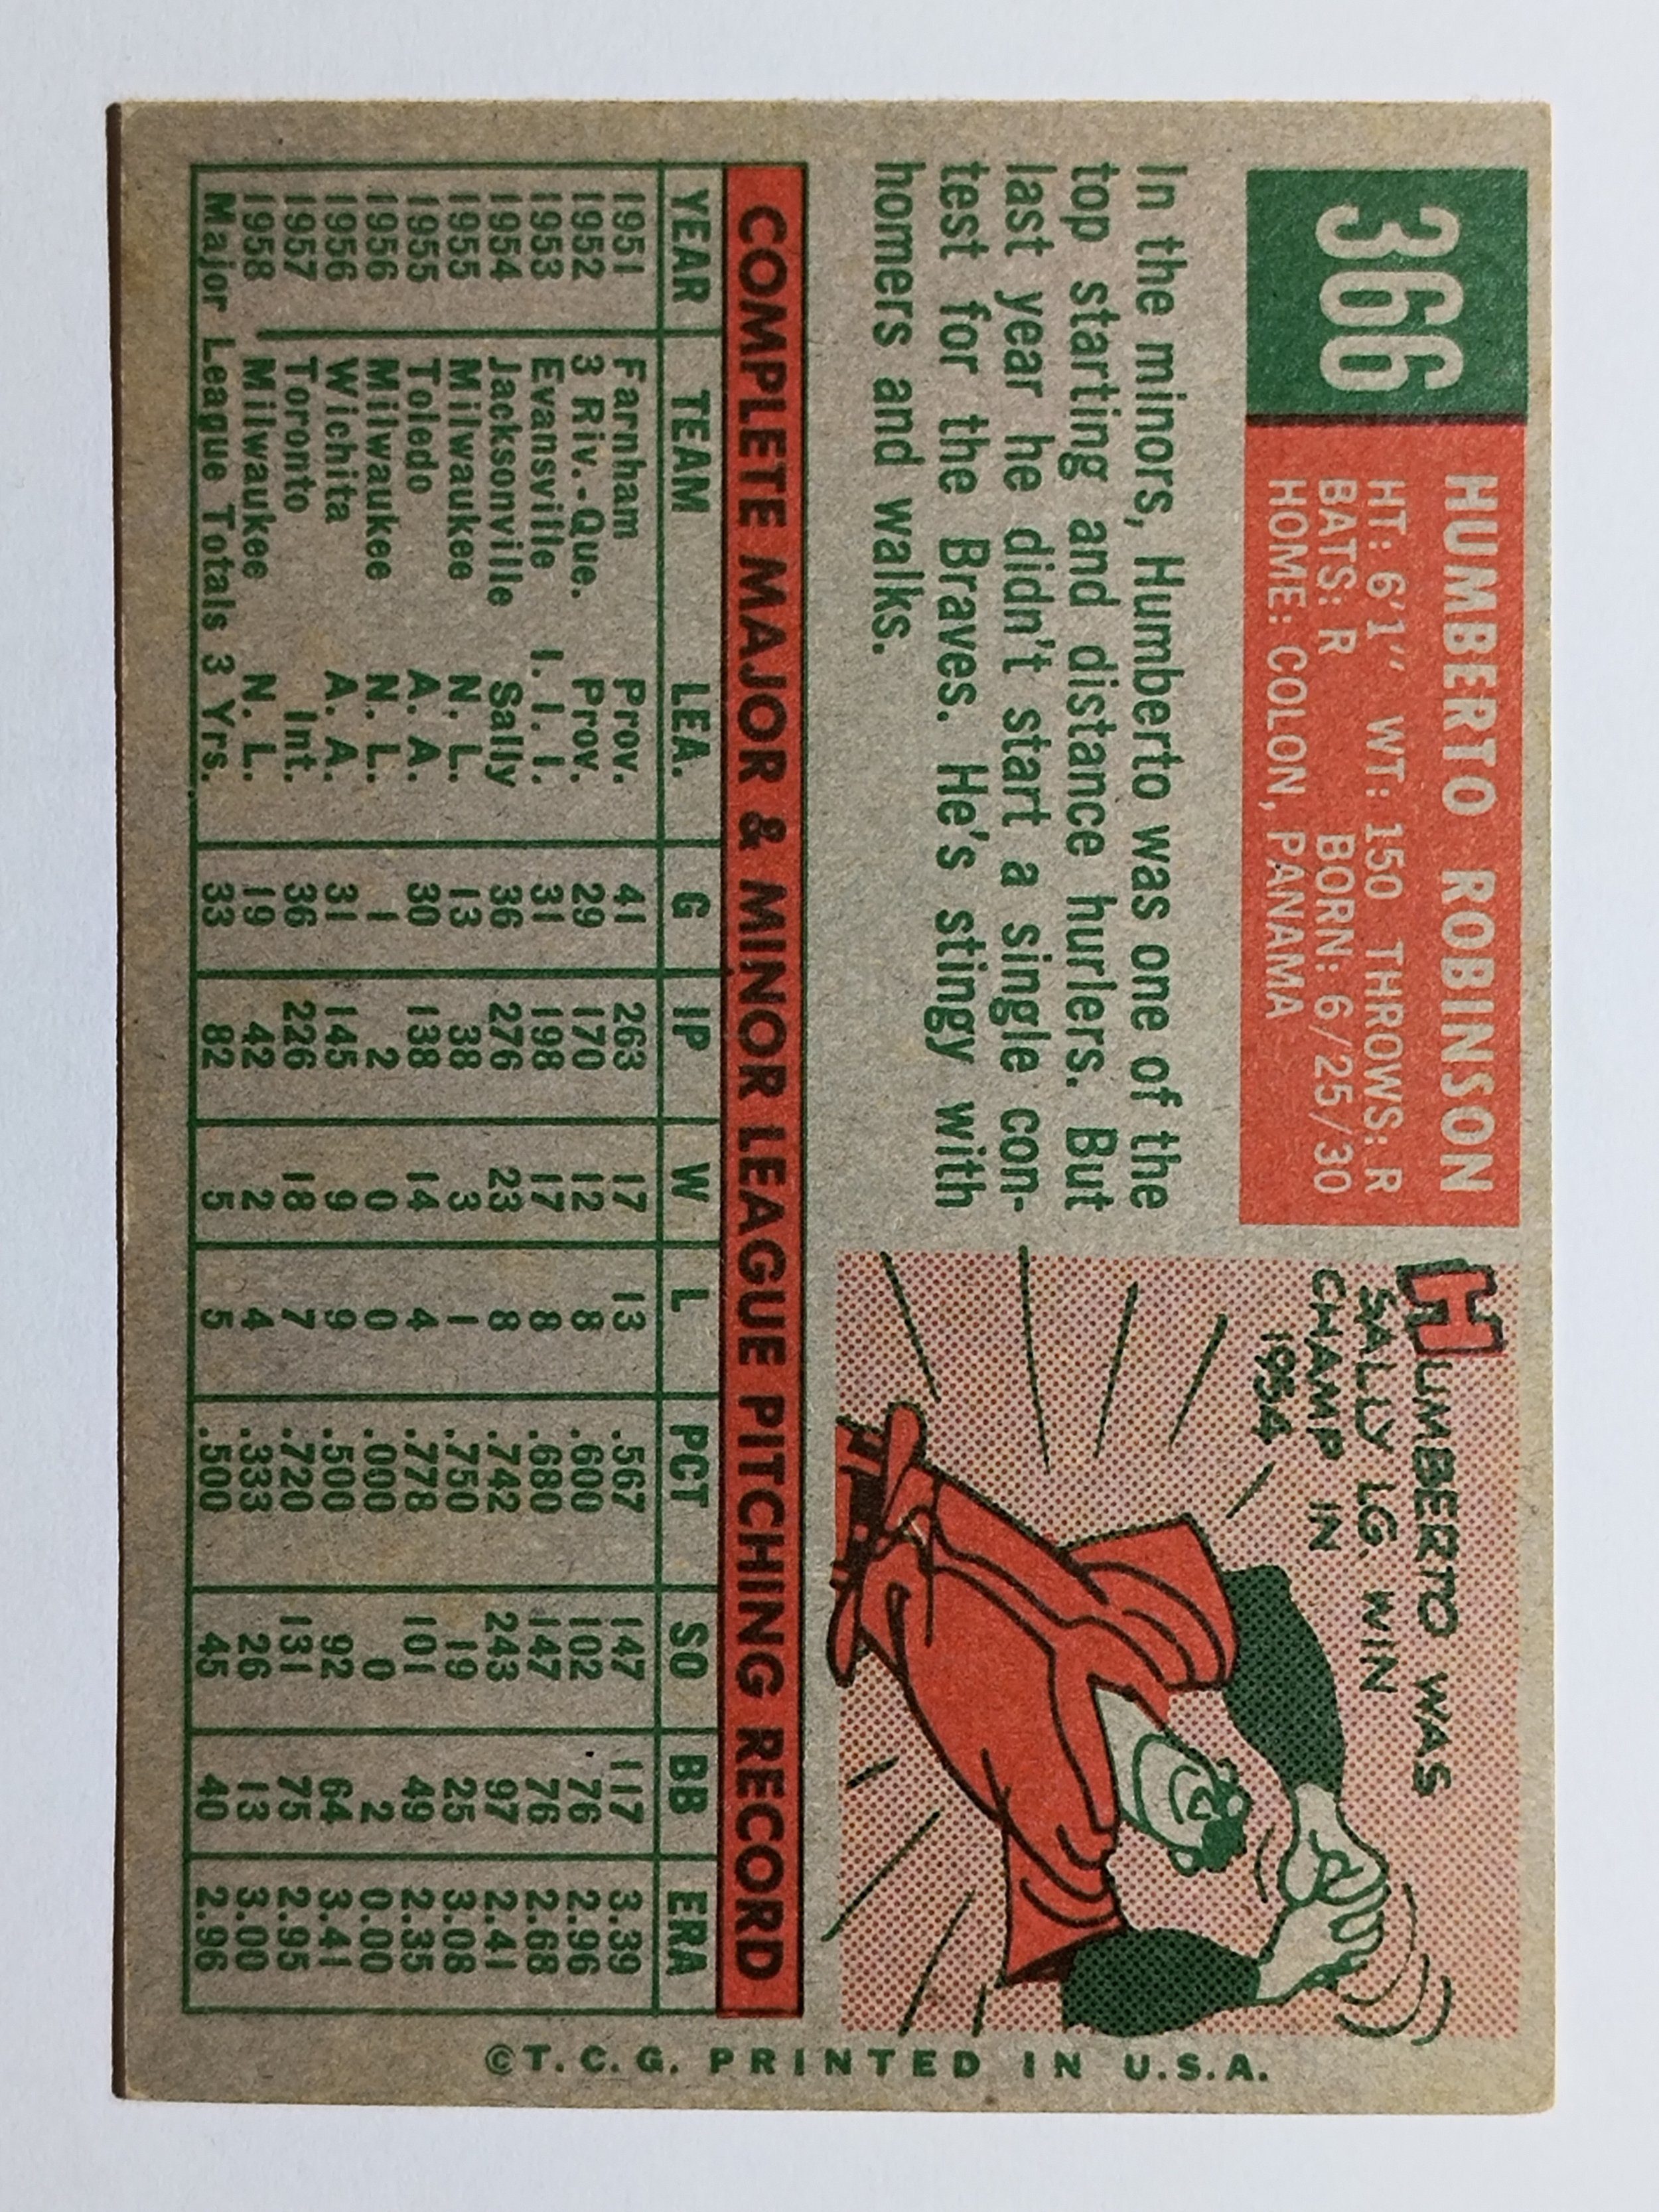 366
HUMBERTO ROBINSON
HT: 6'1" WT: 150 THROWS: R
BATS: R BORN: 6/25/30
HOME: COLON, PANAMA
In the minors, Humberto was one of the
top starting and distance hurlers. But
last year he didn't start a single con-
test for the Braves. He's stingy with
homers and walks.
HUMBERTO WAS
SALLY LG. WIN
CHAMP IN
1954
COMPLETE MAJOR & MINOR LEAGUE PITCHING RECORD
YEAR TEAM LEA. G IP W L PCT SO BB ERA
1951 Farnham Prov. 41 263 17 13 .567 147 117 3.39
1952 3 Riv.-Que. Prov. 29 170 12 8 .600 102 76 2.96
1953 Evansville I. I. I. 31 198 17 8 .680 147 76 2.68
1954 Jacksonville Sally 36 276 23 8 .742 243 97 2.41
1955 Milwaukee N. L. 13 38 3 1 .750 19 25 3.08
1955 Toledo A. A. 30 138 14 4 .778 101 49 2.35
1956 Milwaukee N. L. 1 2 0 0 .000 0 2 0.00
1956 Wichita A. A. 31 145 9 9 .500 92 64 3.41
1957 Toronto Int. 36 226 18 7 .720 131 75 2.95
1958 Milwaukee N. L. 19 42 2 4 .333 26 13 3.00
Major League Totals 3 Yrs. 33 82 5 5 .500 45 40 2.96
©T. C. G. PRINTED IN U.S.A.